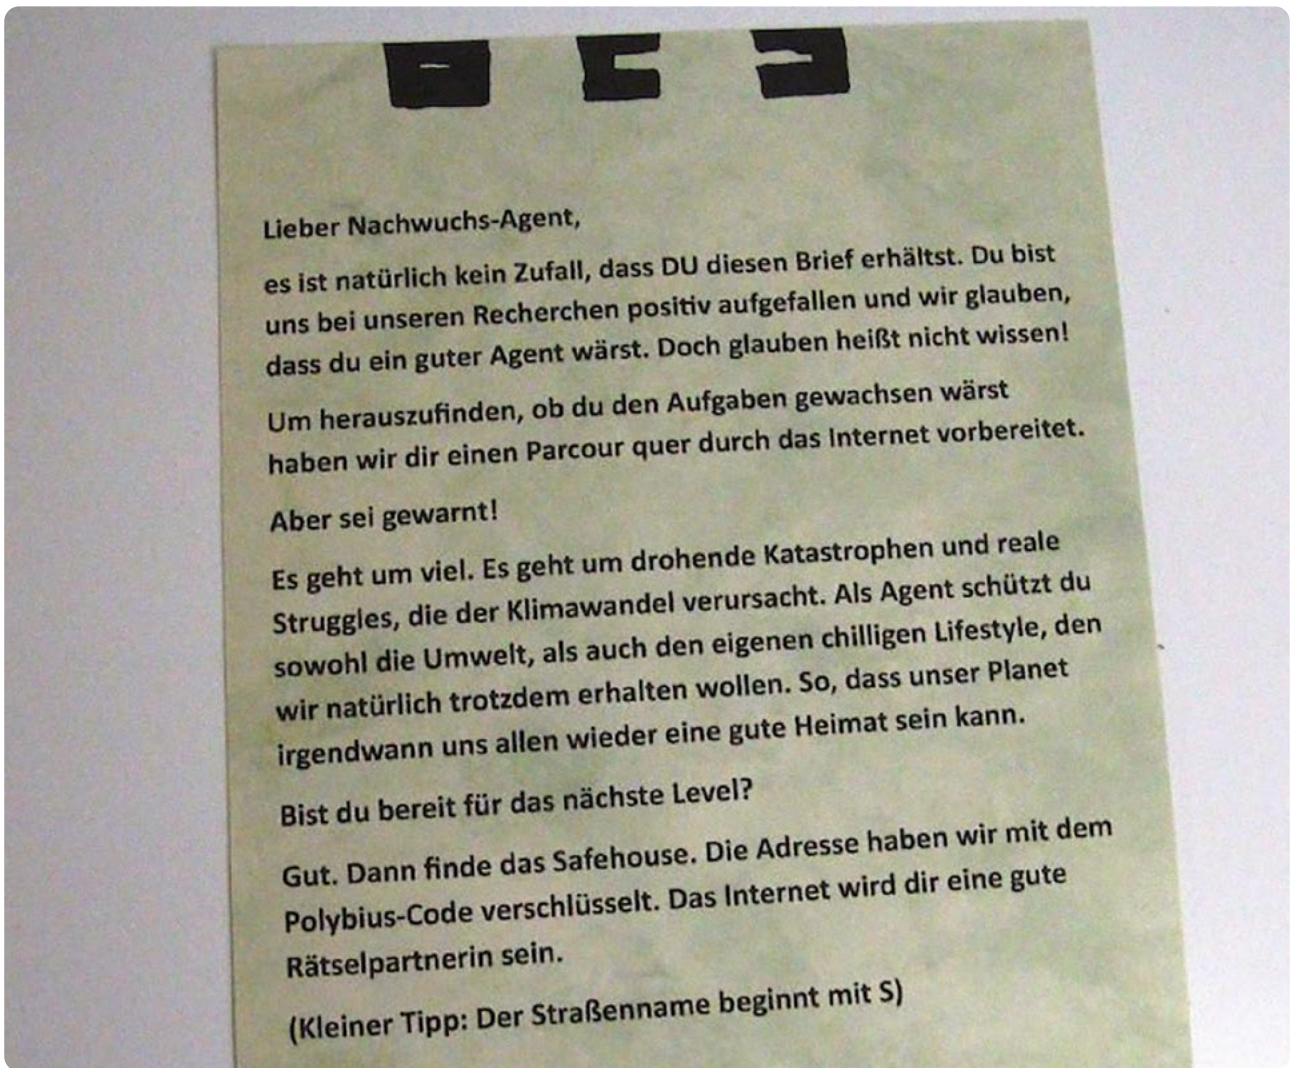 Lieber Nachwuchs-Agent,
es ist natürlich kein Zufall, dass DU diesen Brief erhältst. Du bist
uns bei unseren Recherchen positiv aufgefallen und wir glauben,
dass du ein guter Agent wärst. Doch glauben heißt nicht wissen!
Um herauszufinden, ob du den Aufgaben gewachsen wärst
haben wir dir einen Parcour quer durch das Internet vorbereitet.
Aber sei gewarnt!
Es geht um viel. Es geht um drohende Katastrophen und reale
Struggles, die der Klimawandel verursacht. Als Agent schützt du
sowohl die Umwelt, als auch den eigenen chilligen Lifestyle, den
wir natürlich trotzdem erhalten wollen. So, dass unser Planet
irgendwann uns allen wieder eine gute Heimat sein kann.
Bist du bereit für das nächste Level?
Gut. Dann finde das Safehouse. Die Adresse haben wir mit dem
Polybius-Code verschlüsselt. Das Internet wird dir eine gute
Rätselpartnerin sein.
(Kleiner Tipp: Der Straßenname beginnt mit S)